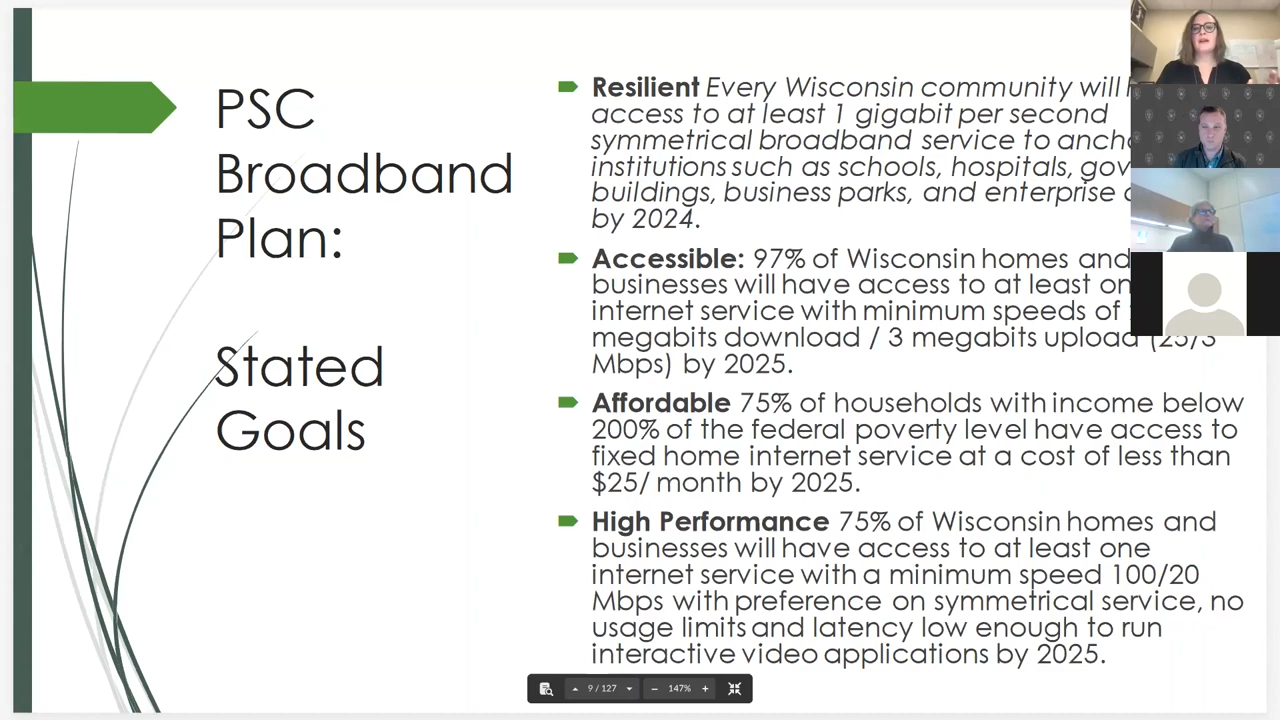 PSC
Broadband
Plan:
Stated
Goals
Resilient Every Wisconsin community will
access to at least 1 gigabit per second
symmetrical broadband service to
institutions such as schools, hospitals,
buildings, business parks, and enterprise
by 2024.
Accessible: 97% of Wisconsin homes and
businesses will have access to at least
internet service with minimum speeds of
megabits download / 3 megabits upload (25/3
Mbps) by 2025.
Affordable 75% of households with income below
200% of the federal poverty level have access to
fixed home internet service at a cost of less than
$25/ month by 2025.
High Performance 75% of Wisconsin homes and
businesses will have access to at least one
internet service with a minimum speed 100/20
Mbps with preference on symmetrical service, no
usage limits and latency low enough to run
interactive video applications by 2025.
9 / 127
147%